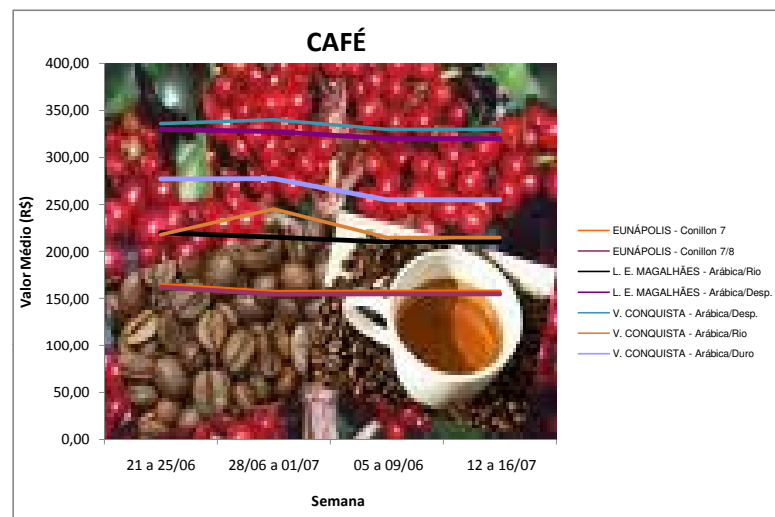 CAFÉ
400,00
350,00
300,00
250,00
200,00
150,00
100,00
50,00
0,00
Valor Médio (R$)
21 a 25/06
28/06 a 01/07
05 a 09/06
12 a 16/07
Semana
EUNÁPOLIS - Conillon 7
EUNÁPOLIS - Conillon 7/8
L. E. MAGALHÃES - Arábica/Rio
L. E. MAGALHÃES - Arábica/Desp.
V. CONQUISTA - Arábica/Desp.
V. CONQUISTA - Arábica/Rio
V. CONQUISTA - Arábica/Duro